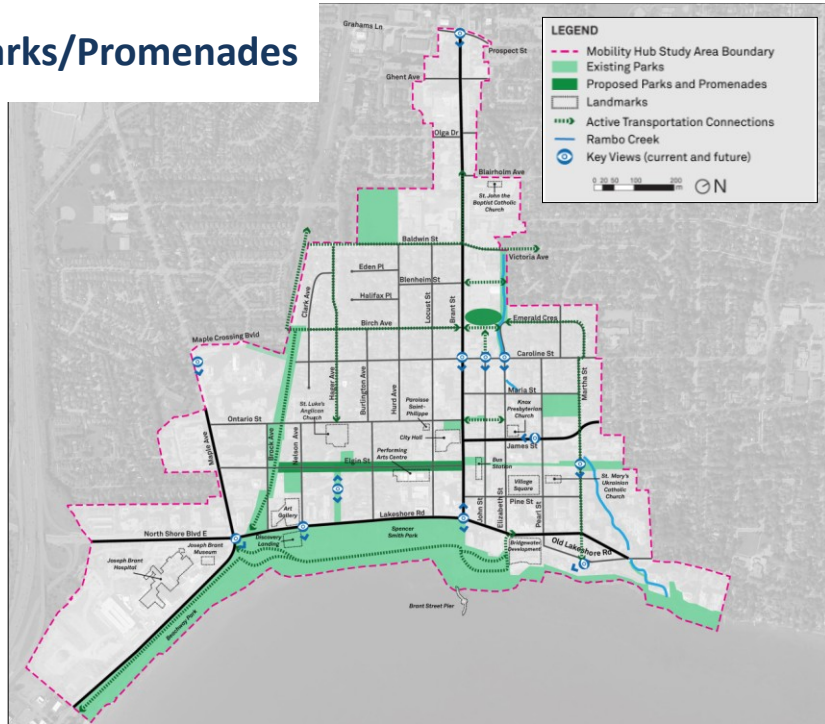 arks/Promenades
LEGEND
Mobility Hub Study Area Boundary
Existing Parks
Proposed Parks and Promenades
Landmarks
Active Transportation Connections
Rambo Creek
Key Views (current and future)
0 20 50 100 200
m
N
Grahams Ln
Prospect St
Ghent Ave
Olga Dr
Blairholm Ave
St. John the
Baptist Catholic
Church
Baldwin St
Victoria Ave
Eden Pl
Blenheim St
Clark Ave
Halifax Pl
Locust St
Brant St
Birch Ave
Emerald Cres
Maple Crossing Blvd
Caroline St
Hager Ave
Burlington Ave
Hurd Ave
Martha St
Maria St
St. Luke's
Anglican
Church
Paroisse
Saint-
Philippe
Knox
Presbyterian
Church
Ontario St
City Hall
James St
Maple Ave
Brock Ave
Nelson Ave
Elgin St
Performing
Arts Centre
Bus
Station
Village
Square
St. Mary's
Ukrainian
Catholic
Church
John St
Elizabeth St
Pearl St
Pine St
Art
Gallery
Lakeshore Rd
North Shore Blvd E
Discovery
Landing
Spencer
Smith Park
Bridgwater
Development
Old Lakeshore Rd
Joseph Brant
Museum
Joseph Brant
Hospital
Beachway Park
Brant Street Pier